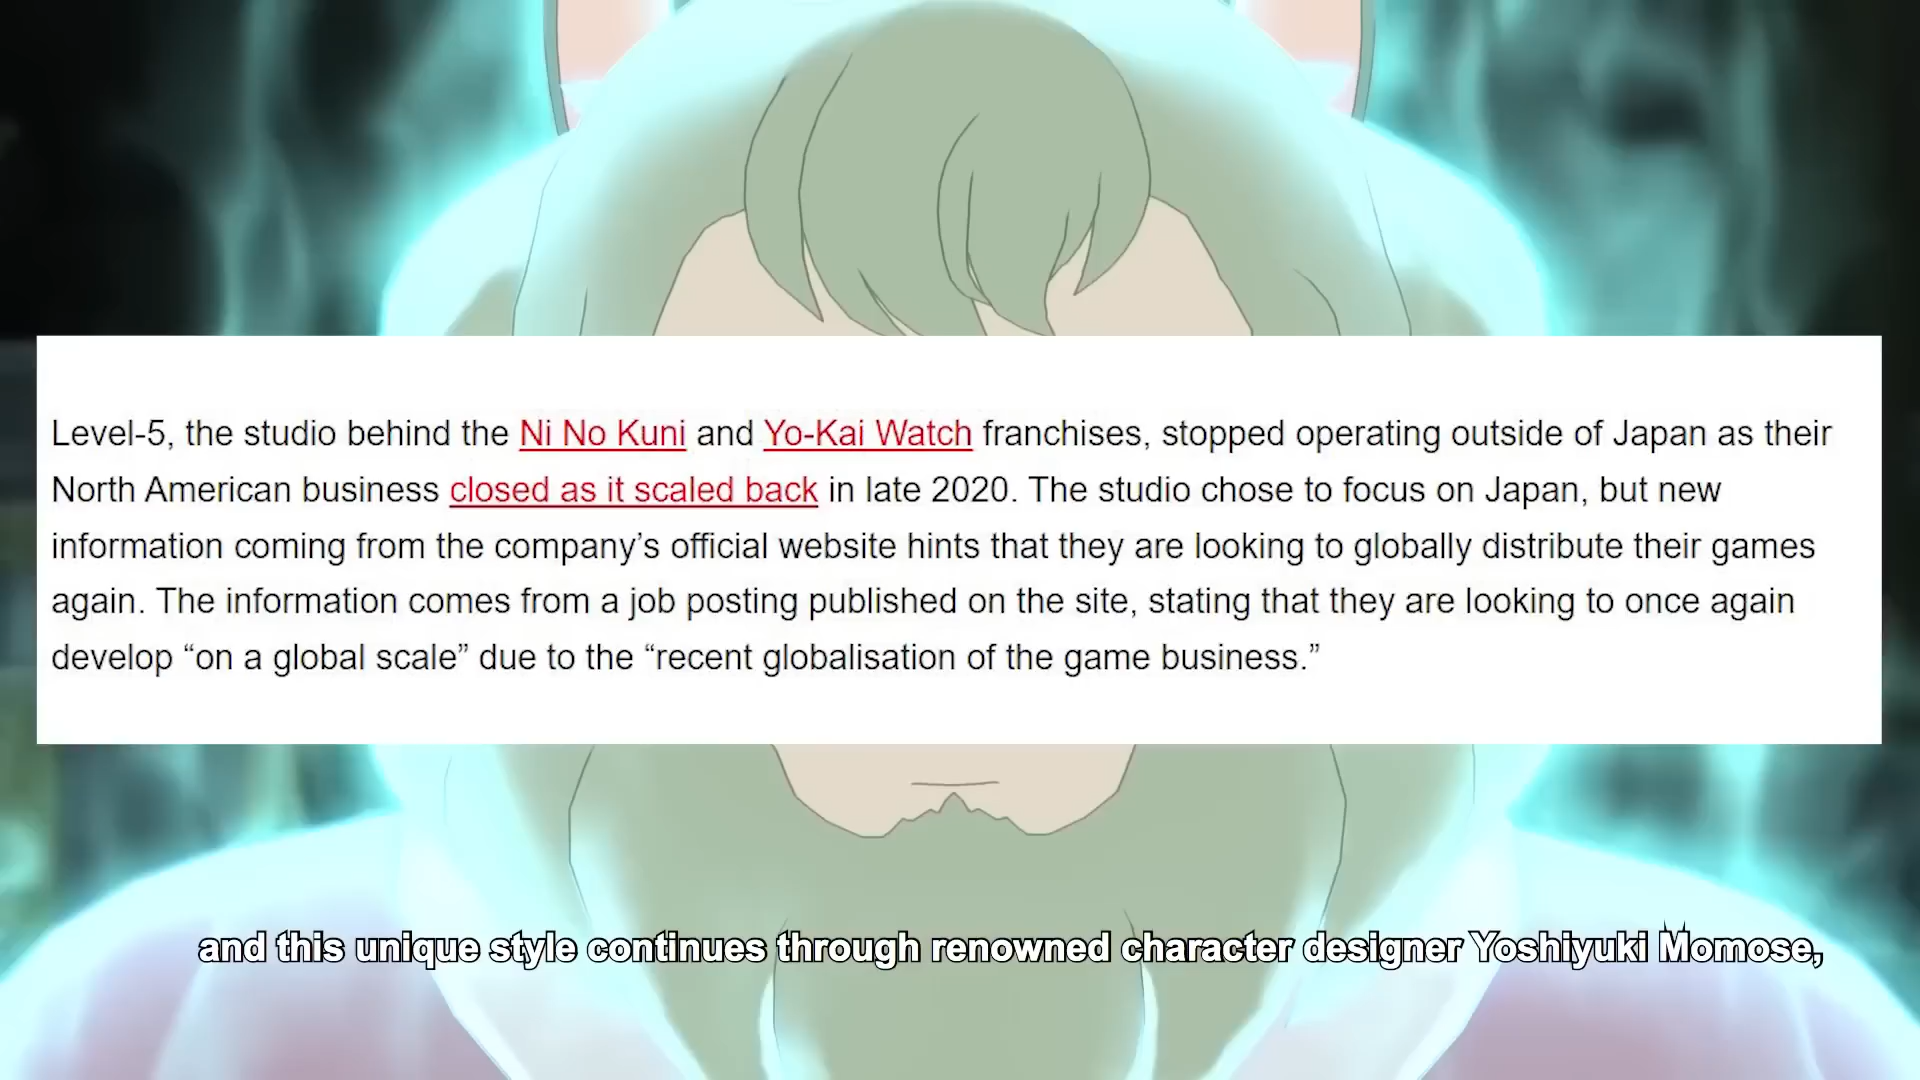 Level-5, the studio behind the Ni No Kuni and Yo-Kai Watch franchises, stopped operating outside of Japan as their
North American business closed as it scaled back in late 2020. The studio chose to focus on Japan, but new
information coming from the company’s official website hints that they are looking to globally distribute their games
again. The information comes from a job posting published on the site, stating that they are looking to once again
develop “on a global scale” due to the “recent globalisation of the game business.”
and this unique style continues through renowned character designer Yoshiyuki Momose,